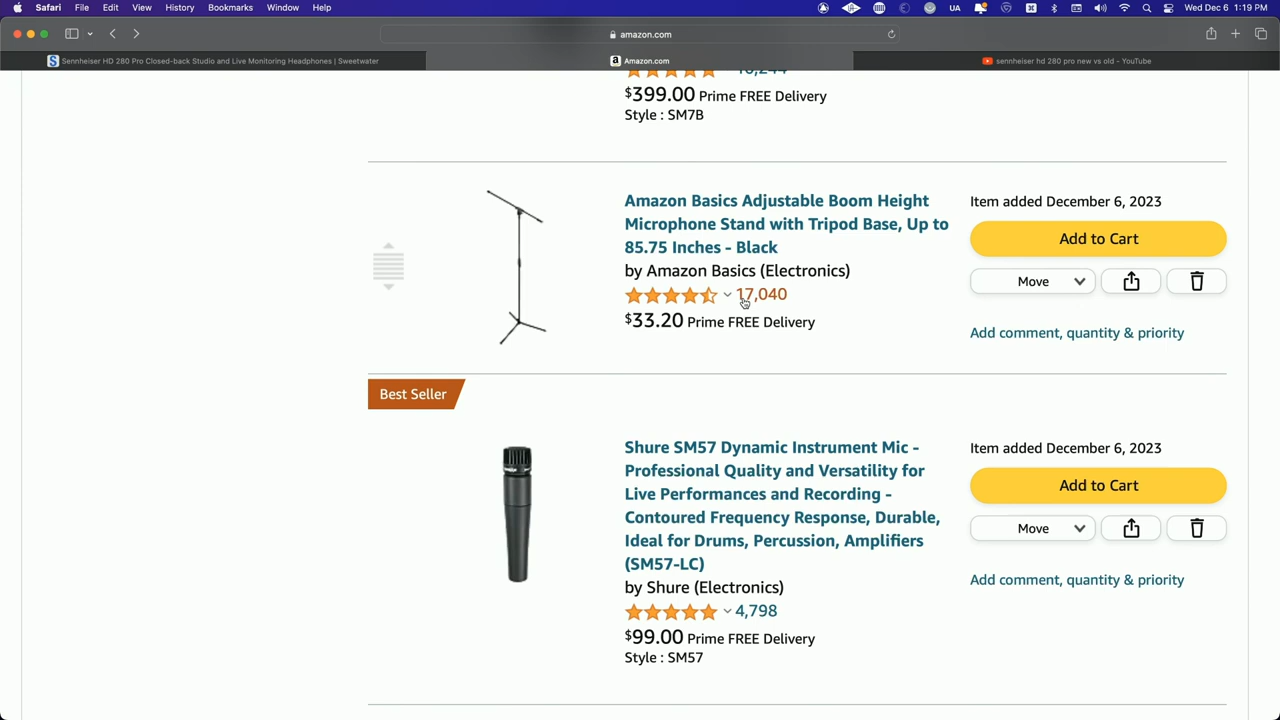 Safari File Edit View History Bookmarks Window Help UA Wed Dec 6 1:19 PM
amazon.com
Sennheiser HD 280 Pro Closed-back Studio and Live Monitoring Headphones | Sweetwater
Amazon.com
sennheiser hd 280 pro new vs old - YouTube
$399.00 Prime FREE Delivery
Style : SM7B
Amazon Basics Adjustable Boom Height
Microphone Stand with Tripod Base, Up to
85.75 Inches - Black
by Amazon Basics (Electronics)
17,040
$33.20 Prime FREE Delivery
Item added December 6, 2023
Add to Cart
Move
Add comment, quantity & priority
Best Seller
Shure SM57 Dynamic Instrument Mic -
Professional Quality and Versatility for
Live Performances and Recording -
Contoured Frequency Response, Durable,
Ideal for Drums, Percussion, Amplifiers
(SM57-LC)
by Shure (Electronics)
4,798
$99.00 Prime FREE Delivery
Style : SM57
Item added December 6, 2023
Add to Cart
Move
Add comment, quantity & priority